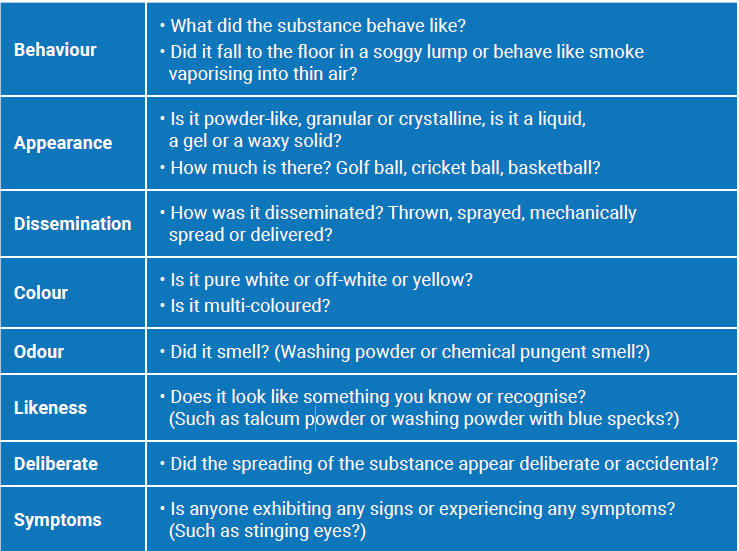 Behaviour
• What did the substance behave like?
• Did it fall to the floor in a soggy lump or behave like smoke
vaporising into thin air?
Appearance
• Is it powder-like, granular or crystalline, is it a liquid,
a gel or a waxy solid?
• How much is there? Golf ball, cricket ball, basketball?
Dissemination
• How was it disseminated? Thrown, sprayed, mechanically
spread or delivered?
Colour
• Is it pure white or off-white or yellow?
• Is it multi-coloured?
Odour
• Did it smell? (Washing powder or chemical pungent smell?)
Likeness
• Does it look like something you know or recognise?
(Such as talcum powder or washing powder with blue specks?)
Deliberate
• Did the spreading of the substance appear deliberate or accidental?
Symptoms
• Is anyone exhibiting any signs or experiencing any symptoms?
(Such as stinging eyes?)